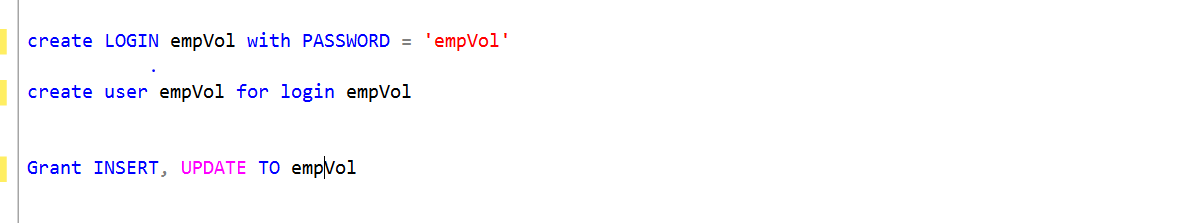 create LOGIN empVol with PASSWORD = 'empVol'
create user empVol for login empVol
Grant INSERT, UPDATE TO empVol